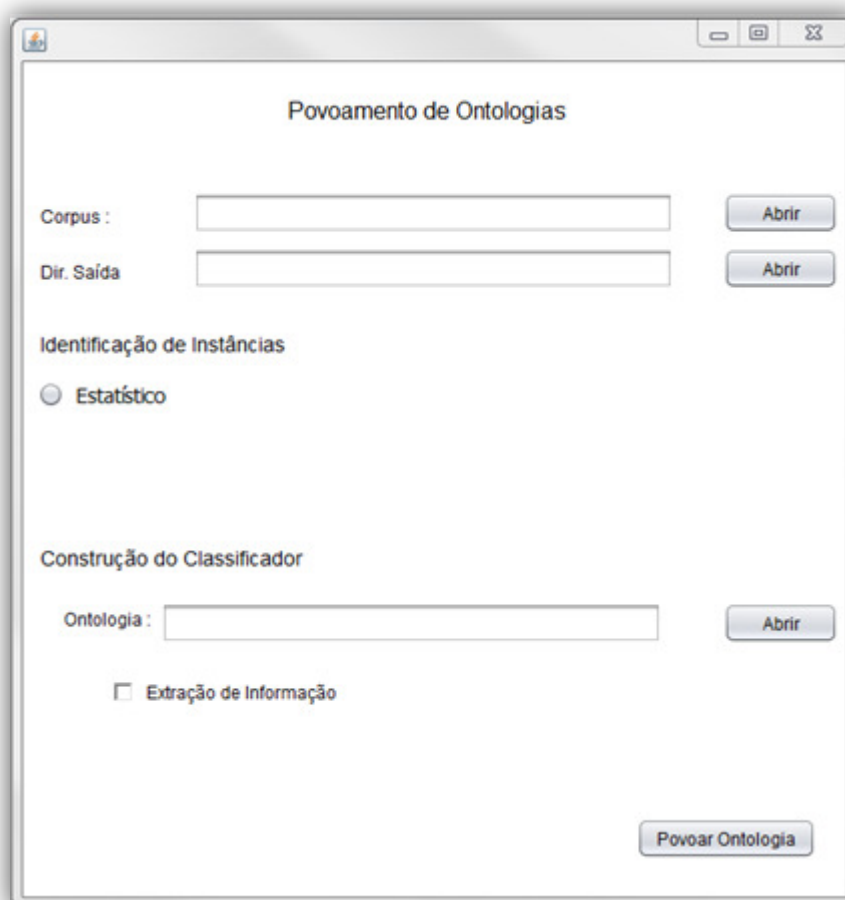 Povoamento de Ontologias
Corpus : Abrir
Dir. Saída Abrir
Identificação de Instâncias
Estatístico
Construção do Classificador
Ontologia : Abrir
Extração de Informação
Povoar Ontologia